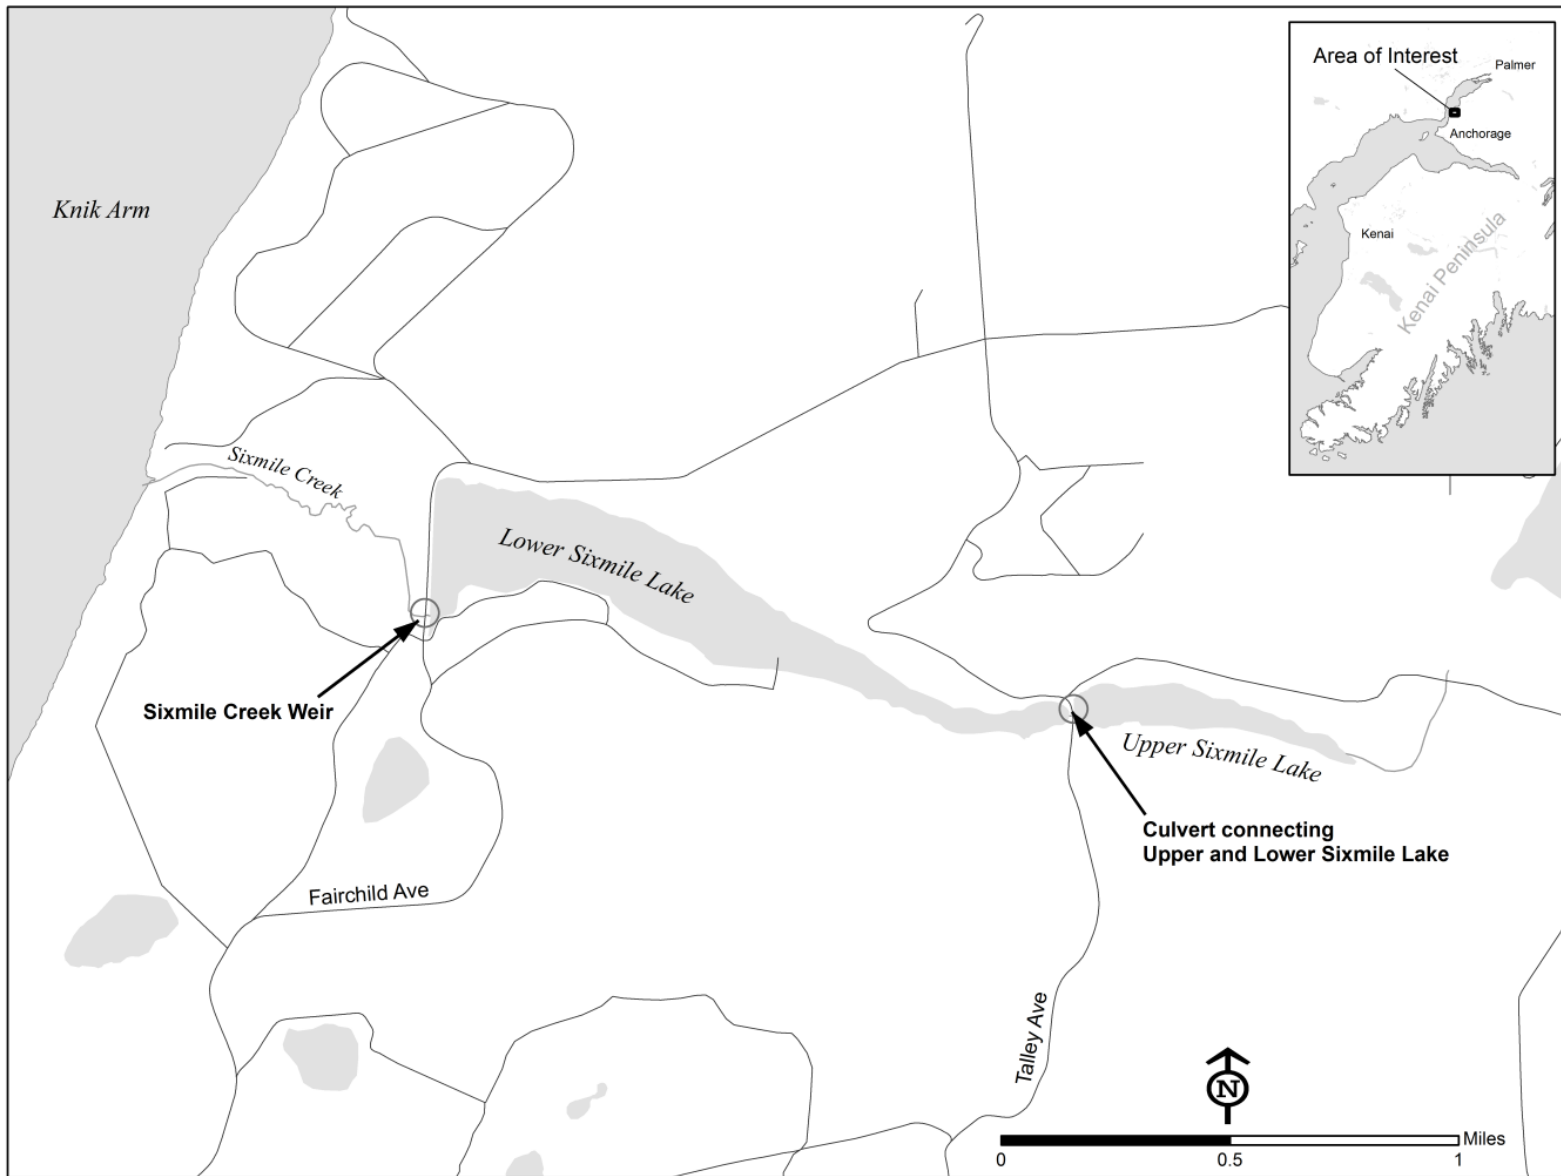 Area of Interest
Palmer
Anchorage
Knik Arm
Kenai
Kenai Peninsula
Sixmile Creek
Lower Sixmile Lake
Sixmile Creek Weir
Upper Sixmile Lake
Culvert connecting
Upper and Lower Sixmile Lake
Fairchild Ave
Talley Ave
N
Miles
0 0.5 1